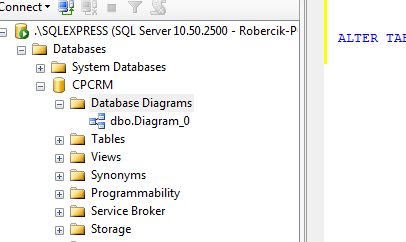 Connect
.\SQLEXPRESS (SQL Server 10.50.2500 - Robercik-P
Databases
System Databases
CPCRM
Database Diagrams
dbo.Diagram_0
Tables
Views
Synonyms
Programmability
Service Broker
Storage
ALTER TAB